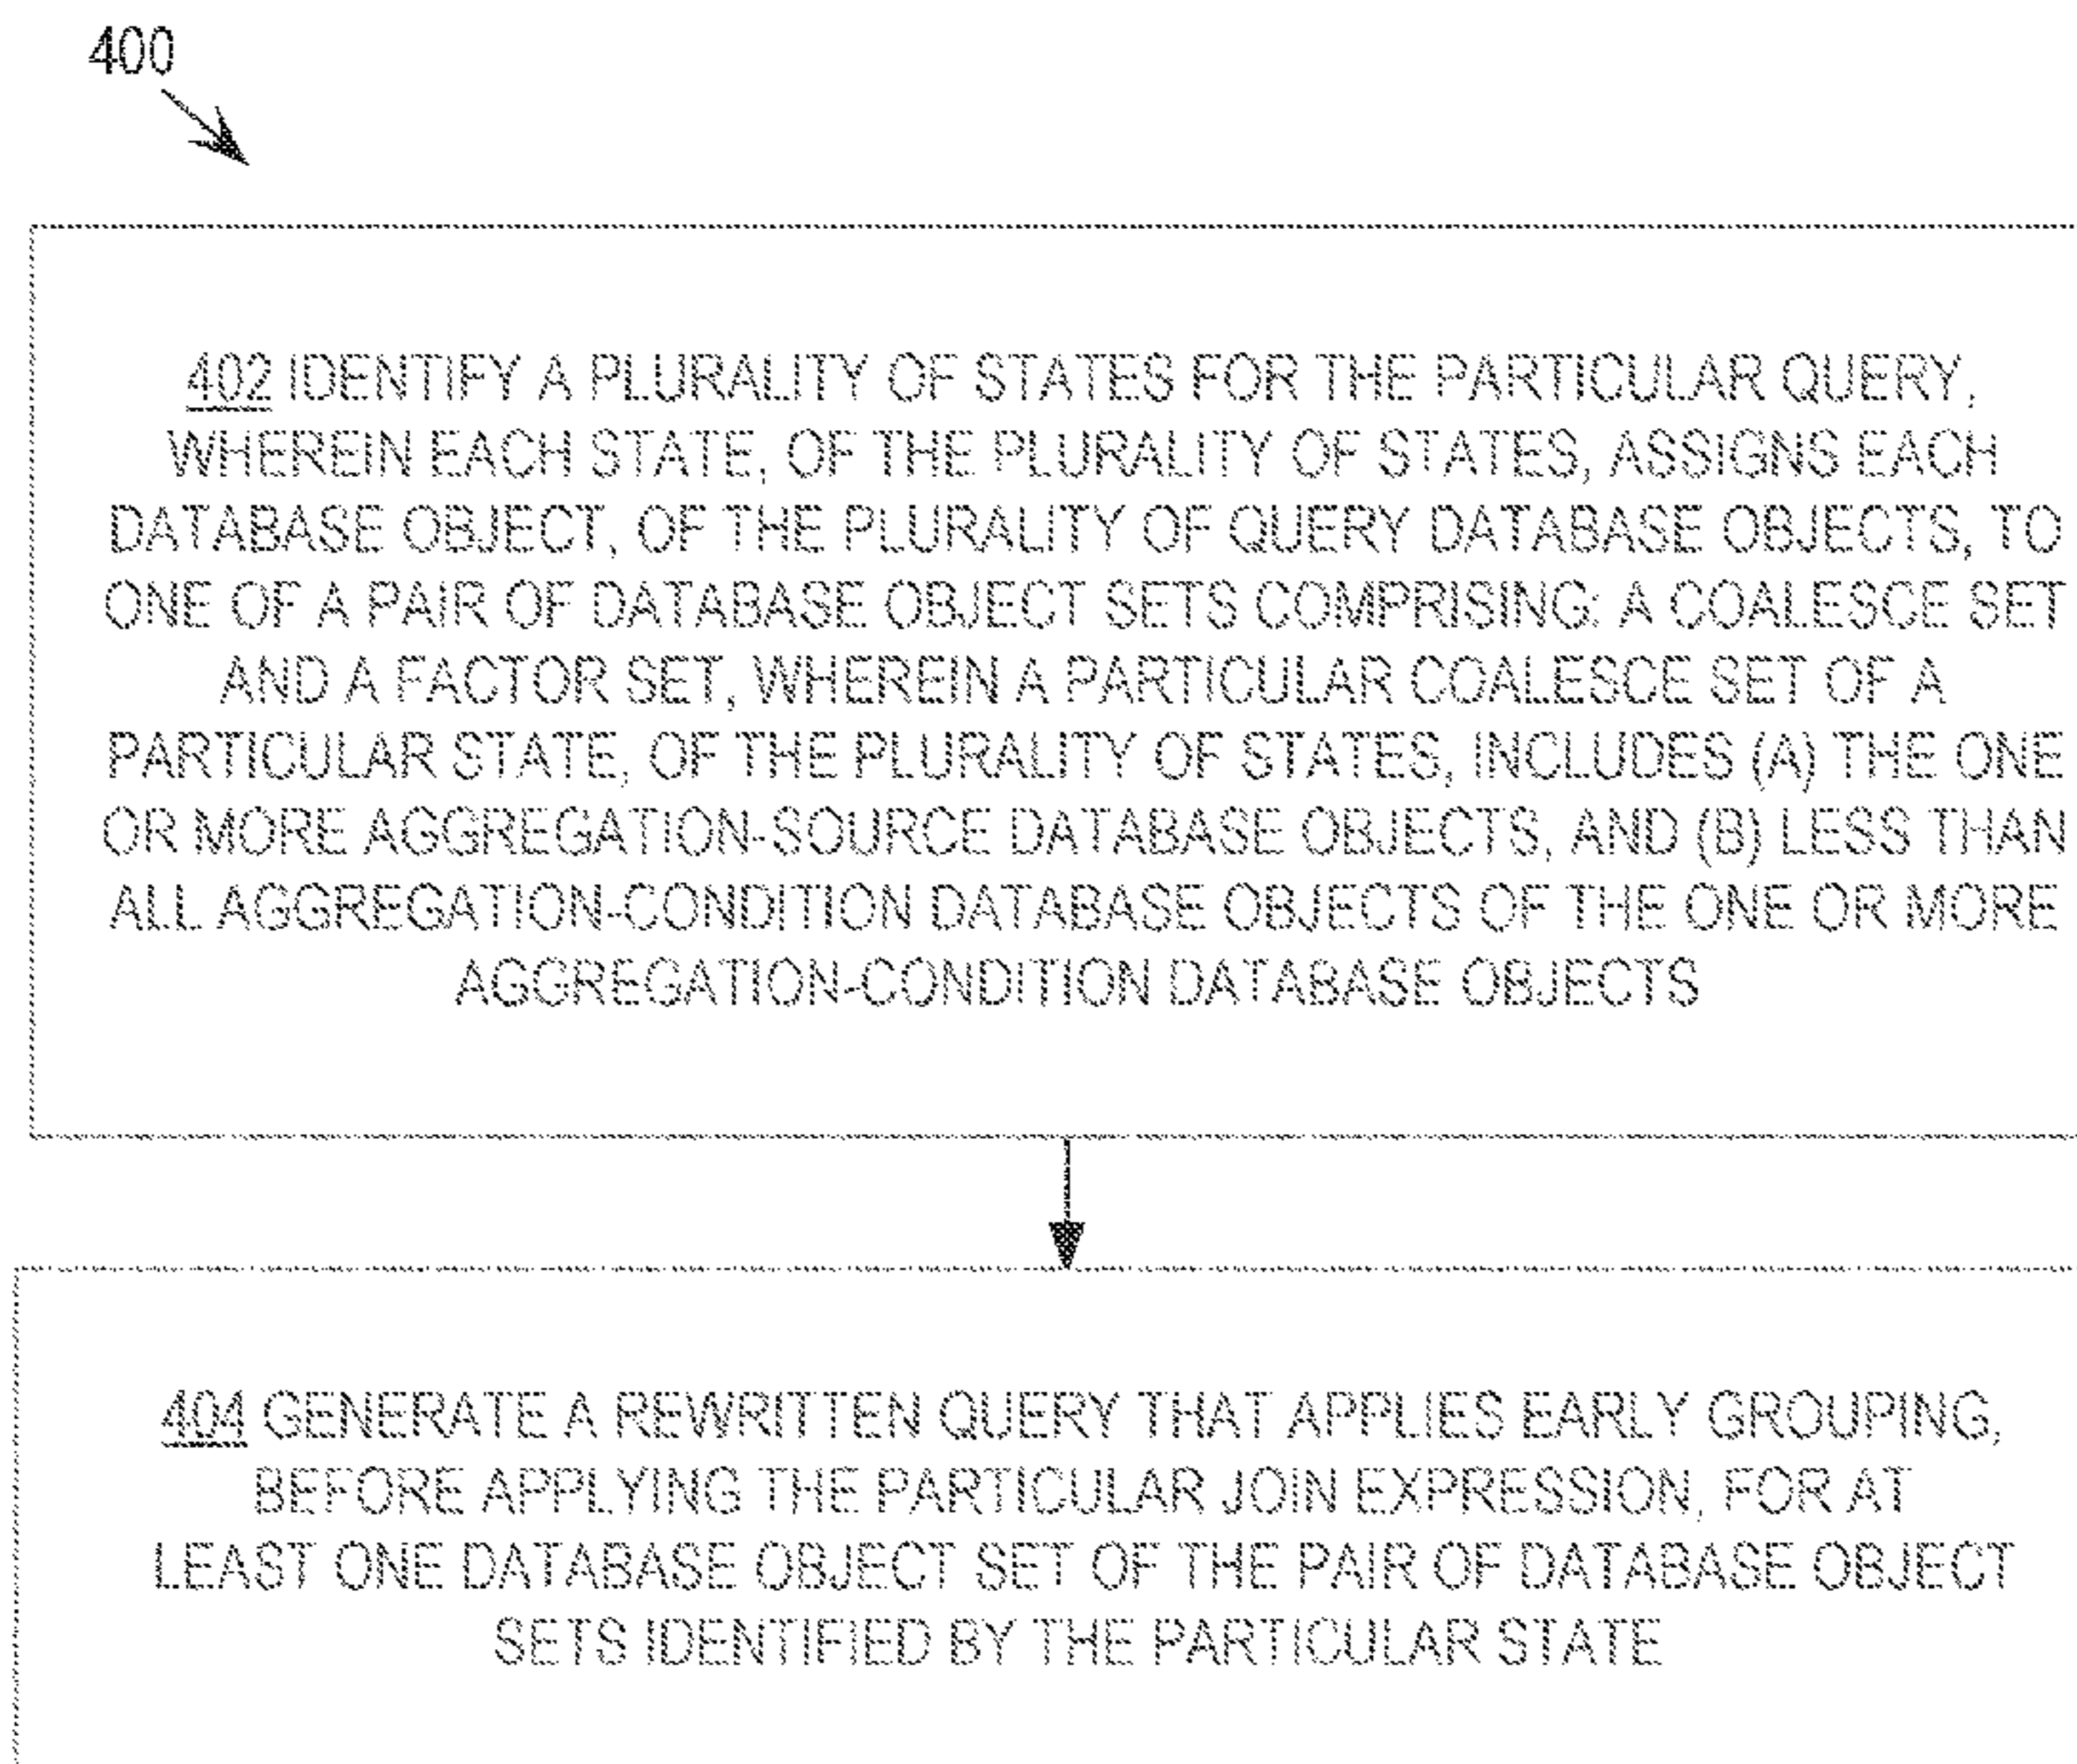 400
402 IDENTIFY A PLURALITY OF STATES FOR THE PARTICULAR QUERY,
WHEREIN EACH STATE, OF THE PLURALITY OF STATES, ASSIGNS EACH
DATABASE OBJECT, OF THE PLURALITY OF QUERY DATABASE OBJECTS, TO
ONE OF A PAIR OF DATABASE OBJECT SETS COMPRISING: A COALESCE SET
AND A FACTOR SET, WHEREIN A PARTICULAR COALESCE SET OF A
PARTICULAR STATE, OF THE PLURALITY OF STATES, INCLUDES (A) THE ONE
OR MORE AGGREGATION-SOURCE DATABASE OBJECTS, AND (B) LESS THAN
ALL AGGREGATION-CONDITION DATABASE OBJECTS OF THE ONE OR MORE
AGGREGATION-CONDITION DATABASE OBJECTS
404 GENERATE A REWRITTEN QUERY THAT APPLIES EARLY GROUPING,
BEFORE APPLYING THE PARTICULAR JOIN EXPRESSION, FOR AT
LEAST ONE DATABASE OBJECT SET OF THE PAIR OF DATABASE OBJECT
SETS IDENTIFIED BY THE PARTICULAR STATE